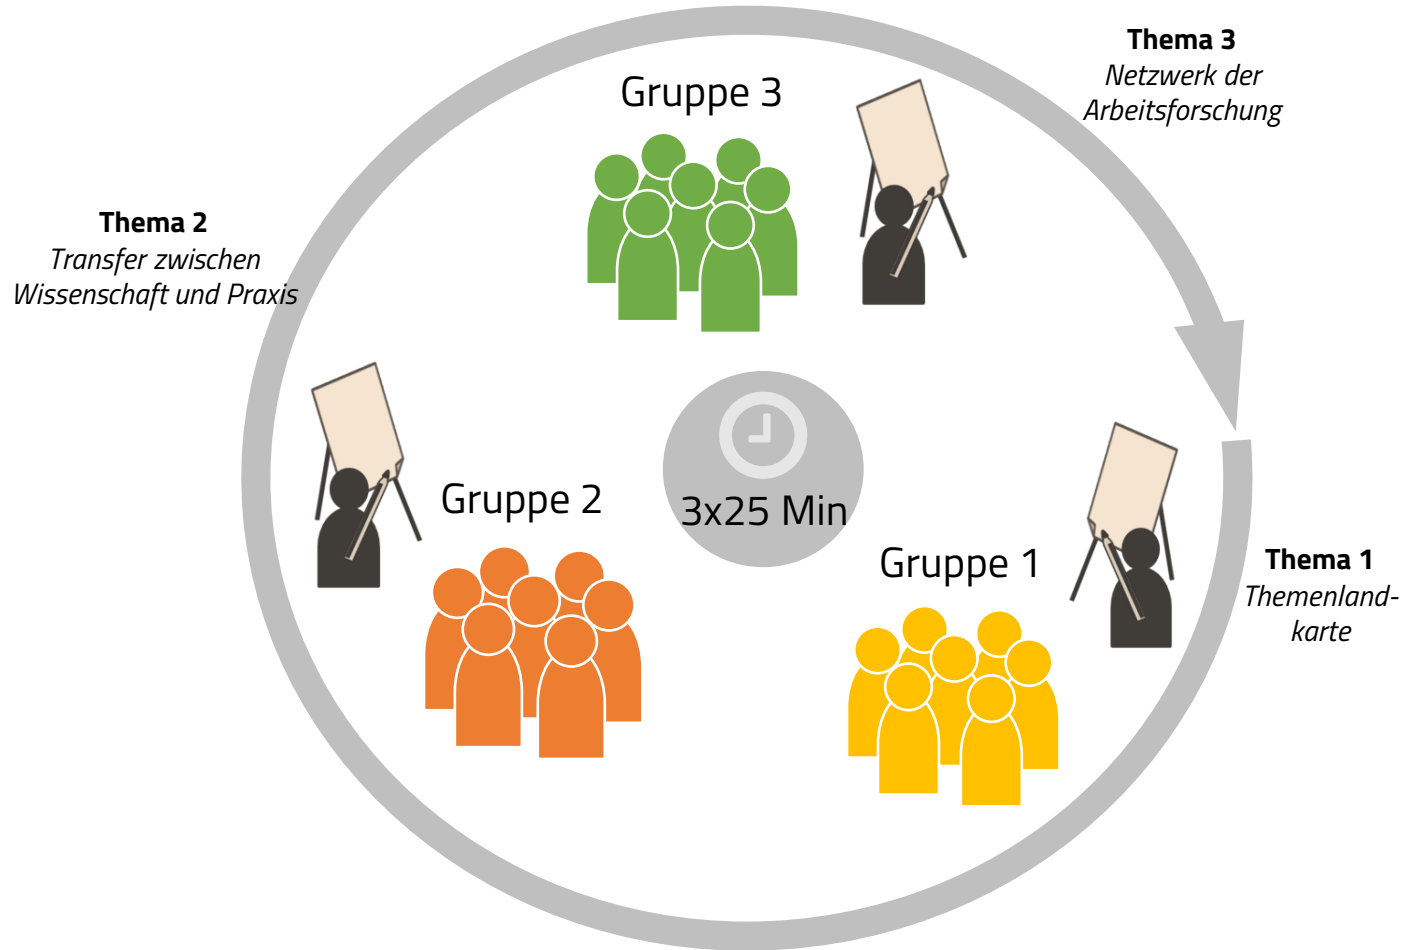 Thema 3
Netzwerk der
Arbeitsforschung
Gruppe 3
Thema 2
Transfer zwischen
Wissenschaft und Praxis
Gruppe 2
3x25 Min
Gruppe 1
Thema 1
Themenland-
karte